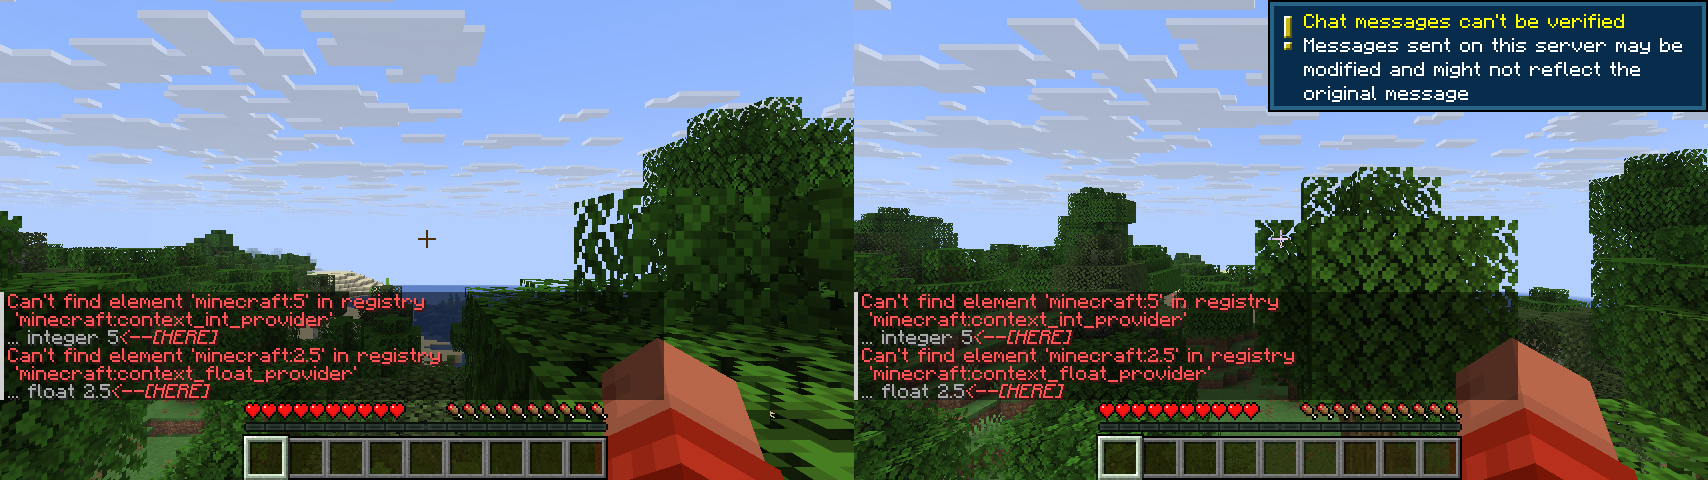 Can't find element 'minecraft:5' in registry
'minecraft:context_int_provider'
... integer 5<--[HERE]
Can't find element 'minecraft:2.5' in registry
'minecraft:context_float_provider'
... float 2.5<--[HERE]
Chat messages can't be verified
Messages sent on this server may be
modified and might not reflect the
original message
Can't find element 'minecraft:5' in registry
'minecraft:context_int_provider'
... integer 5<--[HERE]
Can't find element 'minecraft:2.5' in registry
'minecraft:context_float_provider'
... float 2.5<--[HERE]